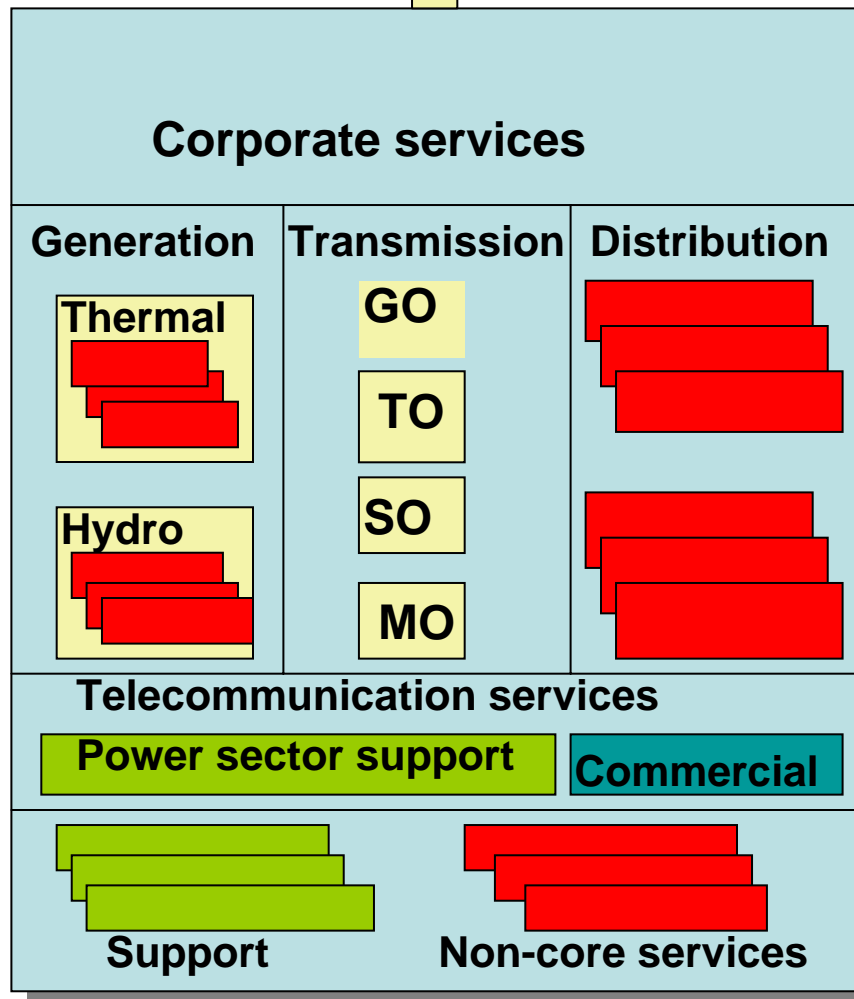 Corporate services
Generation
Transmission
Distribution
Thermal
GO
TO
Hydro
SO
MO
Telecommunication services
Power sector support
Commercial
Support
Non-core services